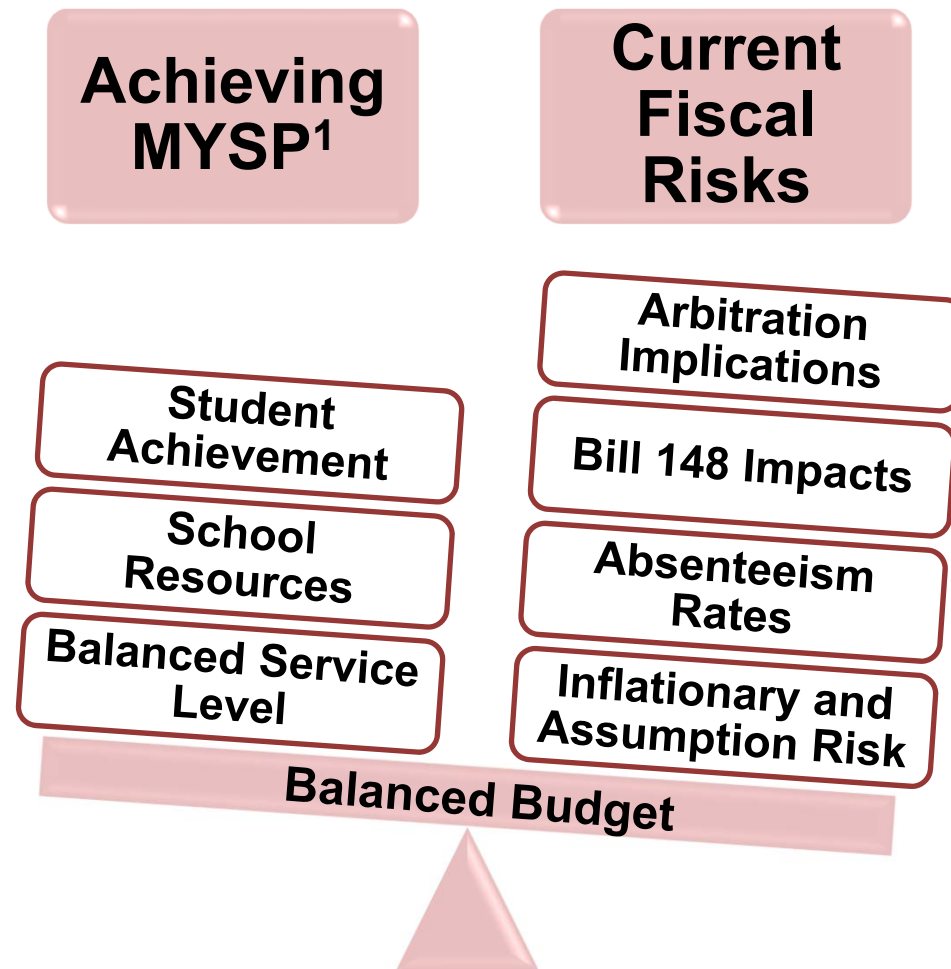 Achieving
MYSP¹
Current
Fiscal
Risks
Student
Achievement
School
Resources
Balanced Service
Level
Arbitration
Implications
Bill 148 Impacts
Absenteeism
Rates
Inflationary and
Assumption Risk
Balanced Budget